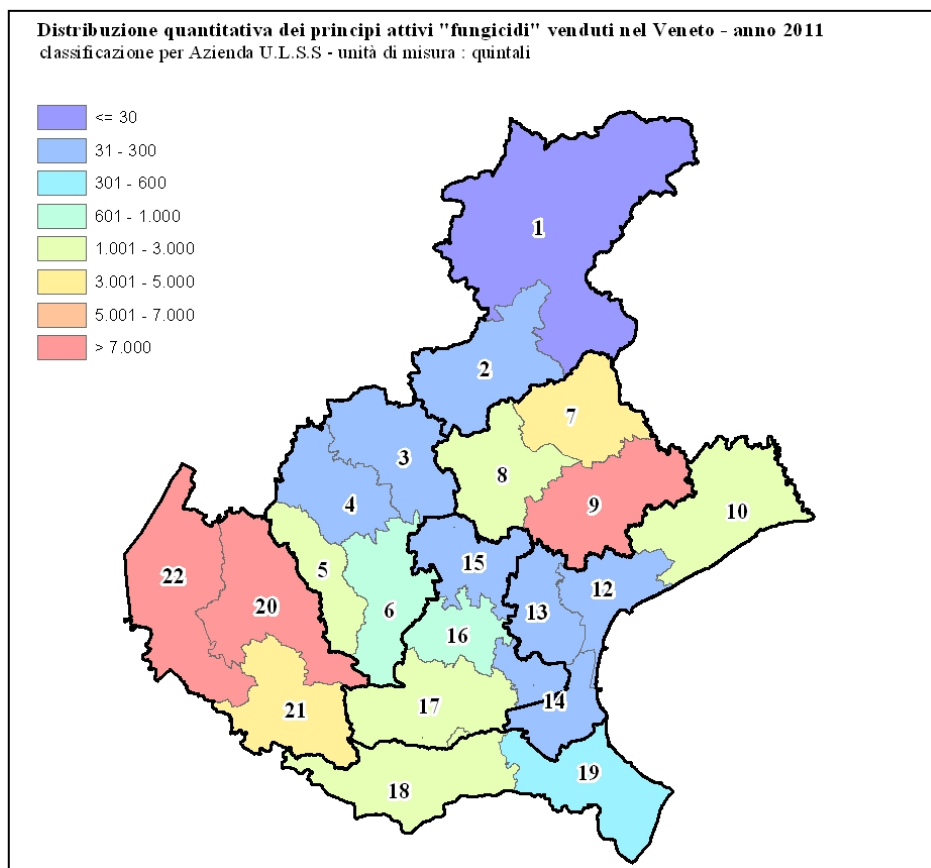 Distribuzione quantitativa dei principi attivi "fungicidi" venduti nel Veneto - anno 2011
classificazione per Azienda U.L.S.S - unità di misura : quintali
<= 30
31 - 300
301 - 600
601 - 1.000
1.001 - 3.000
3.001 - 5.000
5.001 - 7.000
> 7.000
1
2
7
3
8
4
9
10
15
5
22
12
20
13
6
16
14
17
21
19
18